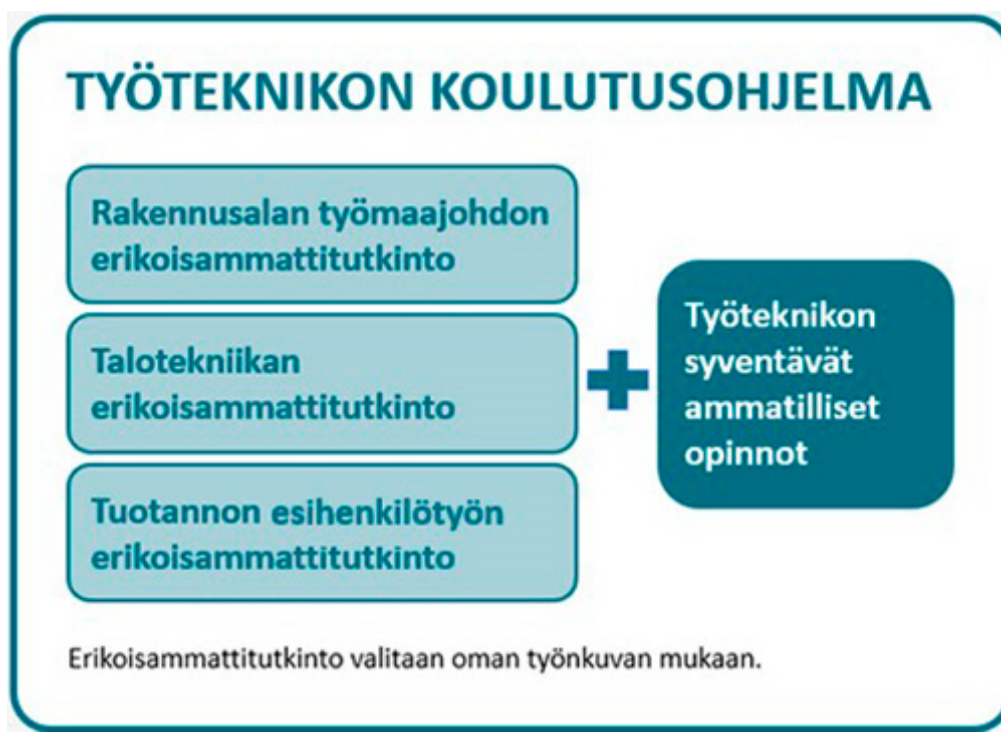 TYÖTEKNIKON KOULUTUSOHJELMA
Rakennusalan työmaajohdon
erikoisammattitutkinto
Talotekniikan
erikoisammattitutkinto
Tuotannon esihenkilötyön
erikoisammattitutkinto
Työteknikon
syventävät
ammatilliset
opinnot
Erikoisammattitutkinto valitaan oman työnkuvan mukaan.